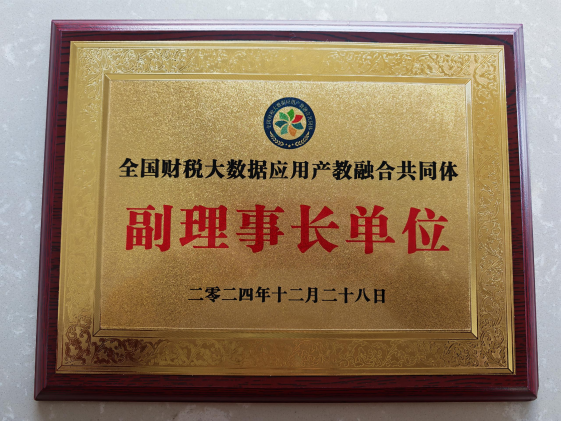 全国财税大数据应用产教融合共同体
副理事长单位
二零二四年十二月二十八日